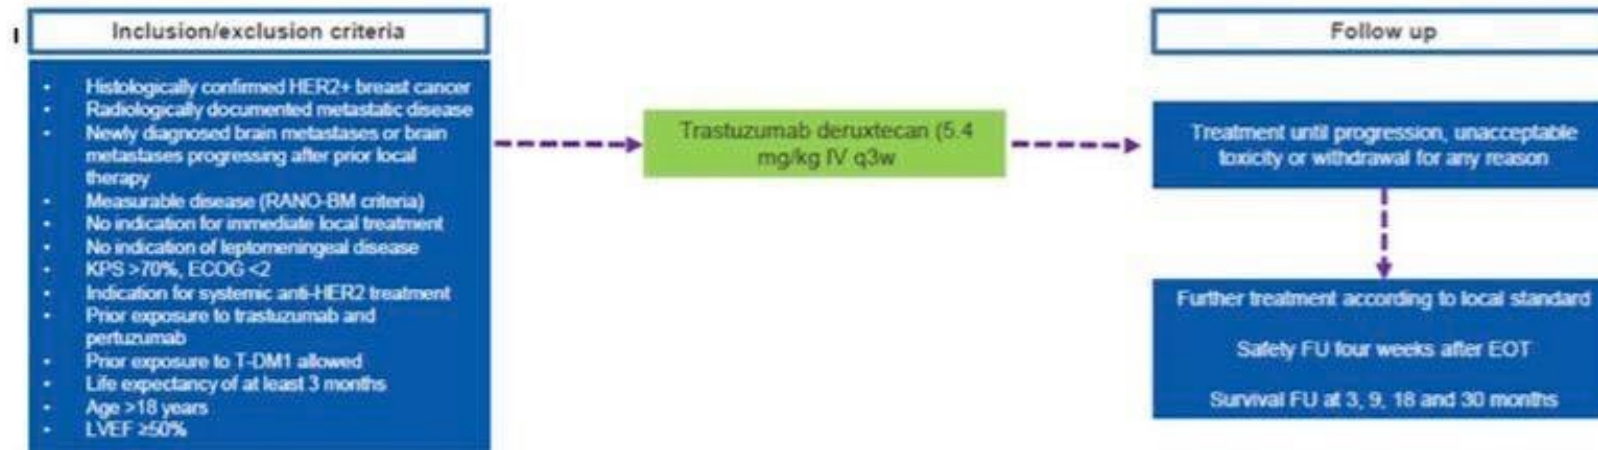 I
Inclusion/exclusion criteria
• Histologically confirmed HER2+ breast cancer
• Radiologically documented metastatic disease
• Newly diagnosed brain metastases or brain
metastases progressing after prior local
therapy
• Measurable disease (RANO-BM criteria)
• No indication for immediate local treatment
• No indication of leptomeningeal disease
• KPS >70%, ECOG <2
• Indication for systemic anti-HER2 treatment
• Prior exposure to trastuzumab and
pertuzumab
• Prior exposure to T-DM1 allowed
• Life expectancy of at least 3 months
• Age >18 years
• LVEF ≥50%
Trastuzumab deruxtecan (5.4
mg/kg IV q3w
Follow up
Treatment until progression, unacceptable
toxicity or withdrawal for any reason
Further treatment according to local standard
Safety FU four weeks after EOT
Survival FU at 3, 9, 18 and 30 months